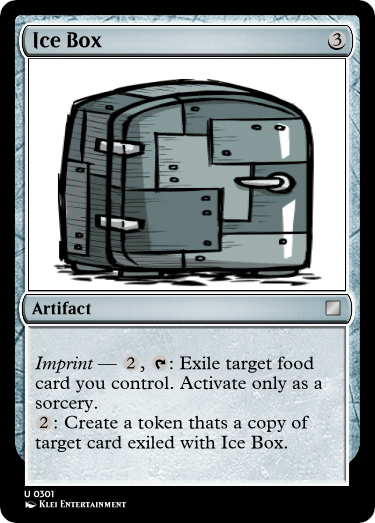 Ice Box 3
Artifact
Imprint — 2, : Exile target food
card you control. Activate only as a
sorcery.
2: Create a token thats a copy of
target card exiled with Ice Box.
U 0301
Klei Entertainment